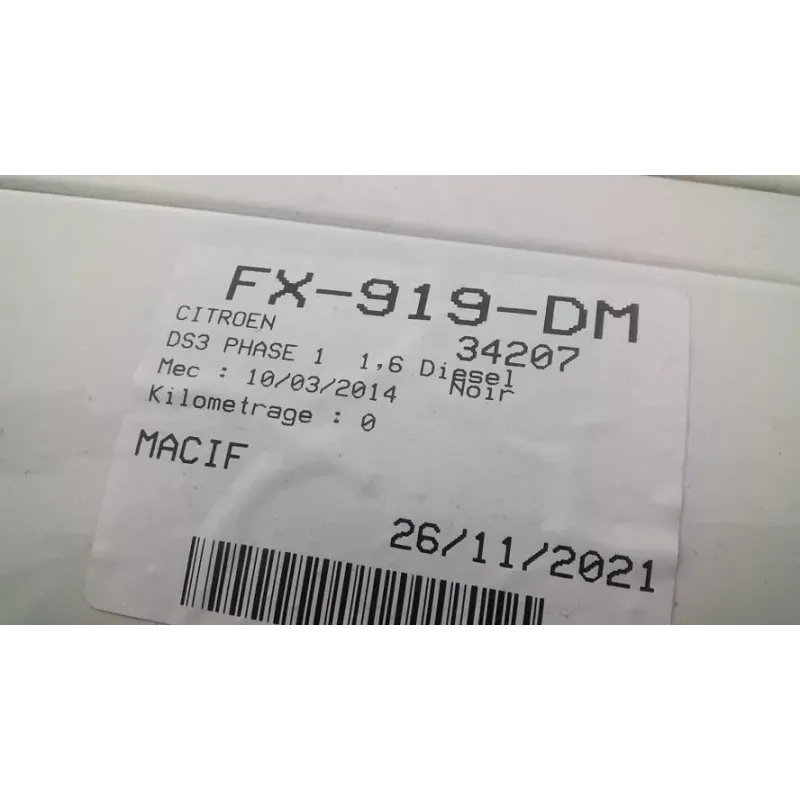 FX-919-DM
CITROEN
34207
DS3 PHASE 1 1,6 Diesel
Noir
Mec : 10/03/2014
Kilometrage : 0
MACIF
26/11/2021